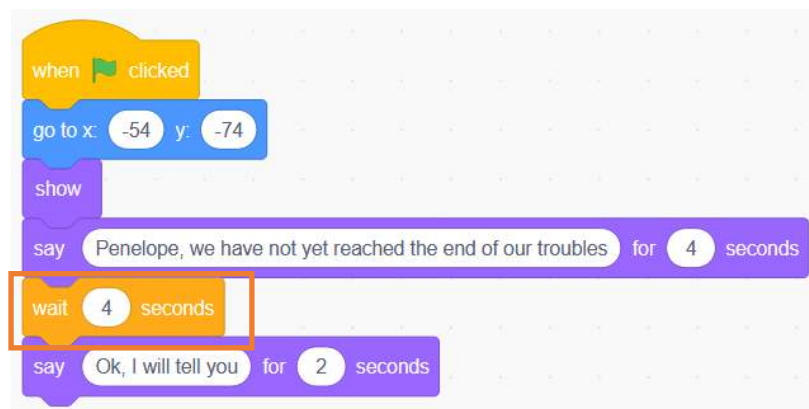 when clicked
go to x: -54 y: -74
show
say Penelope, we have not yet reached the end of our troubles for 4 seconds
wait 4 seconds
say Ok, I will tell you for 2 seconds